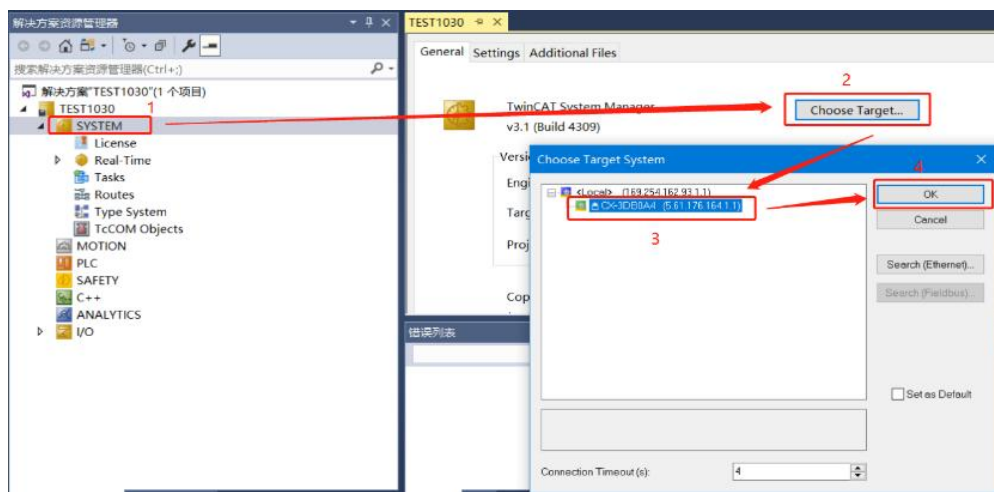 解决方案资源管理器
搜索解决方案资源管理器(Ctrl+;)
解决方案"TEST1030"(1 个项目)
TEST1030
1
SYSTEM
License
Real-Time
Tasks
Routes
Type System
TcCOM Objects
MOTION
PLC
SAFETY
C++
ANALYTICS
I/O
TEST1030
General Settings Additional Files
TwinCAT System Manager
v3.1 (Build 4309)
2
Choose Target...
Versi
Engi
Targ
Proj
Cop
错误列表
Choose Target System
4
<Local> (169.254.162.93.1.1)
CX-3DB0A4 (5.61.176.164.1.1)
3
OK
Cancel
Search (Ethernet)...
Search (Fieldbus)...
Set as Default
Connection Timeout (s):
4